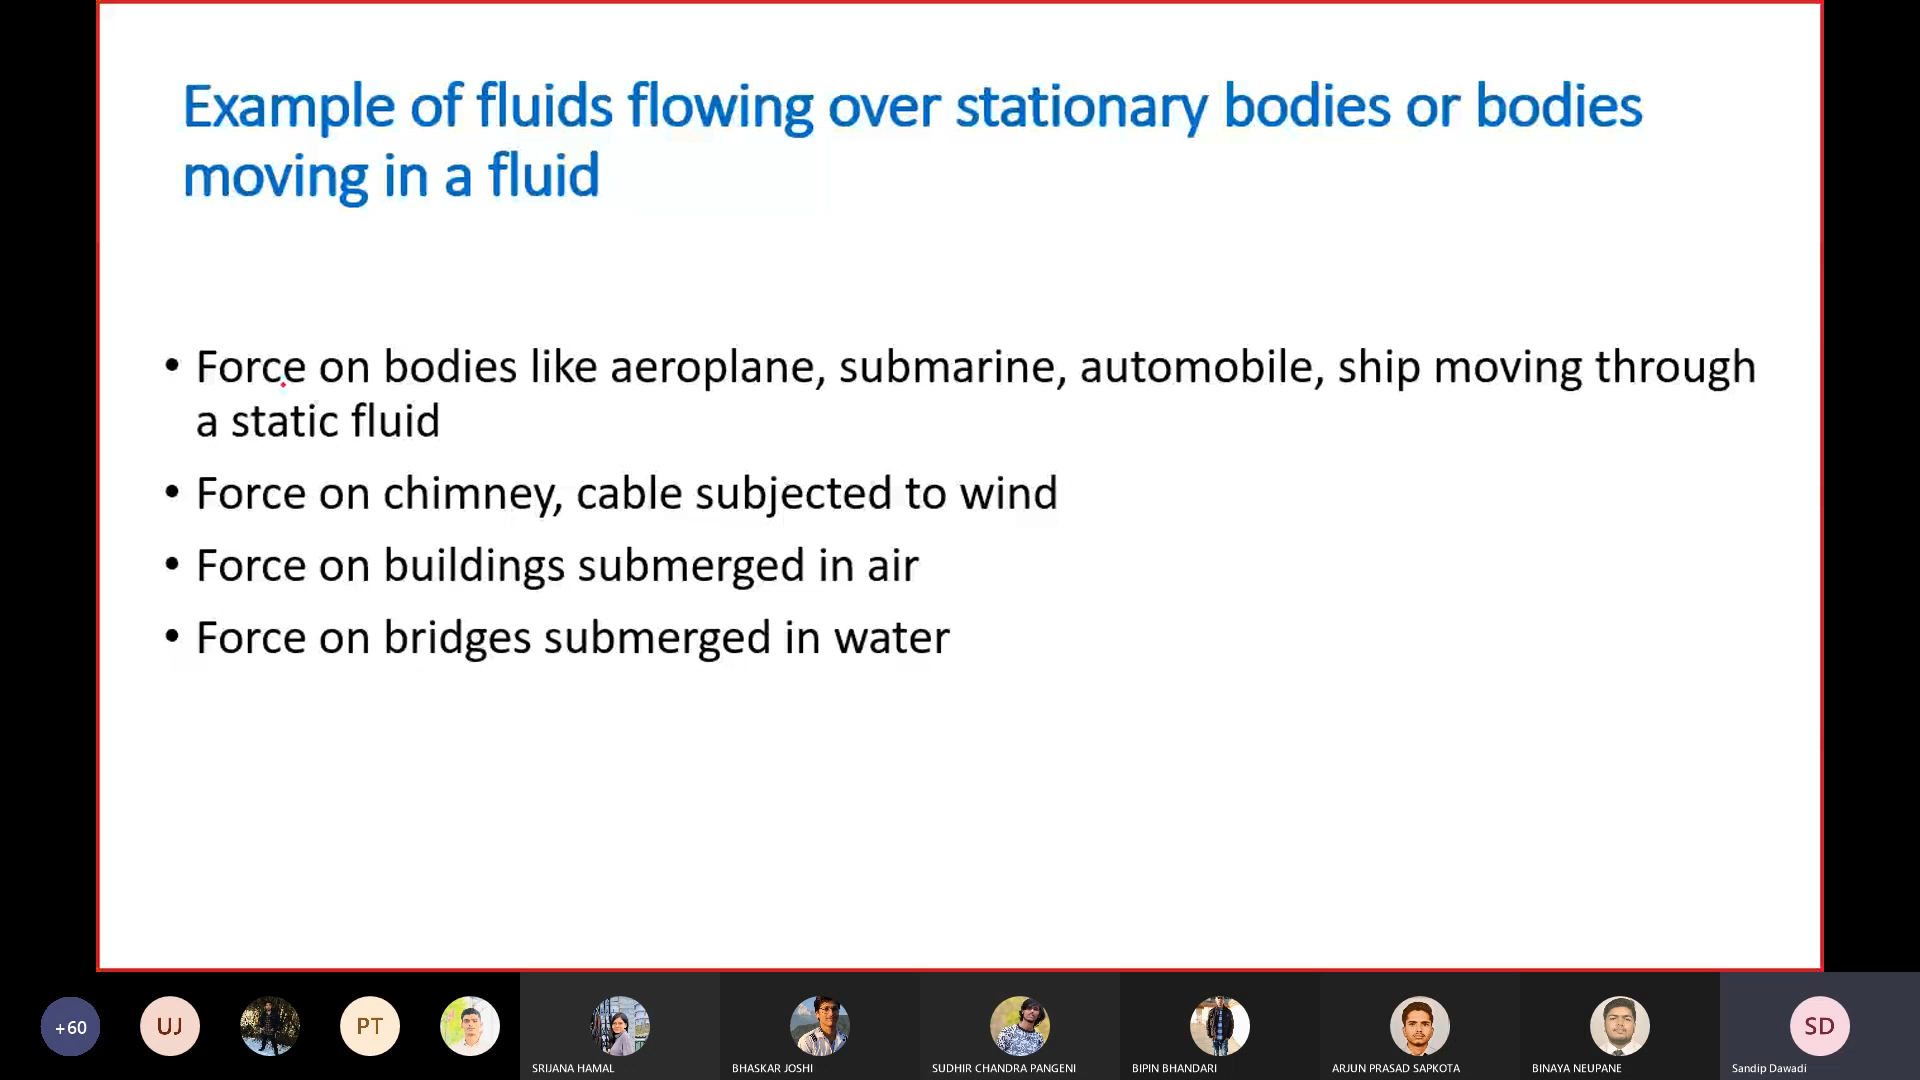 Example of fluids flowing over stationary bodies or bodies
moving in a fluid
• Force on bodies like aeroplane, submarine, automobile, ship moving through
a static fluid
• Force on chimney, cable subjected to wind
• Force on buildings submerged in air
• Force on bridges submerged in water
+60
UJ
PT
SD
SRIJANA HAMAL
BHASKAR JOSHI
SUDHIR CHANDRA PANGENI
BIPIN BHANDARI
ARJUN PRASAD SAPKOTA
BINAYA NEUPANE
Sandip Dawadi